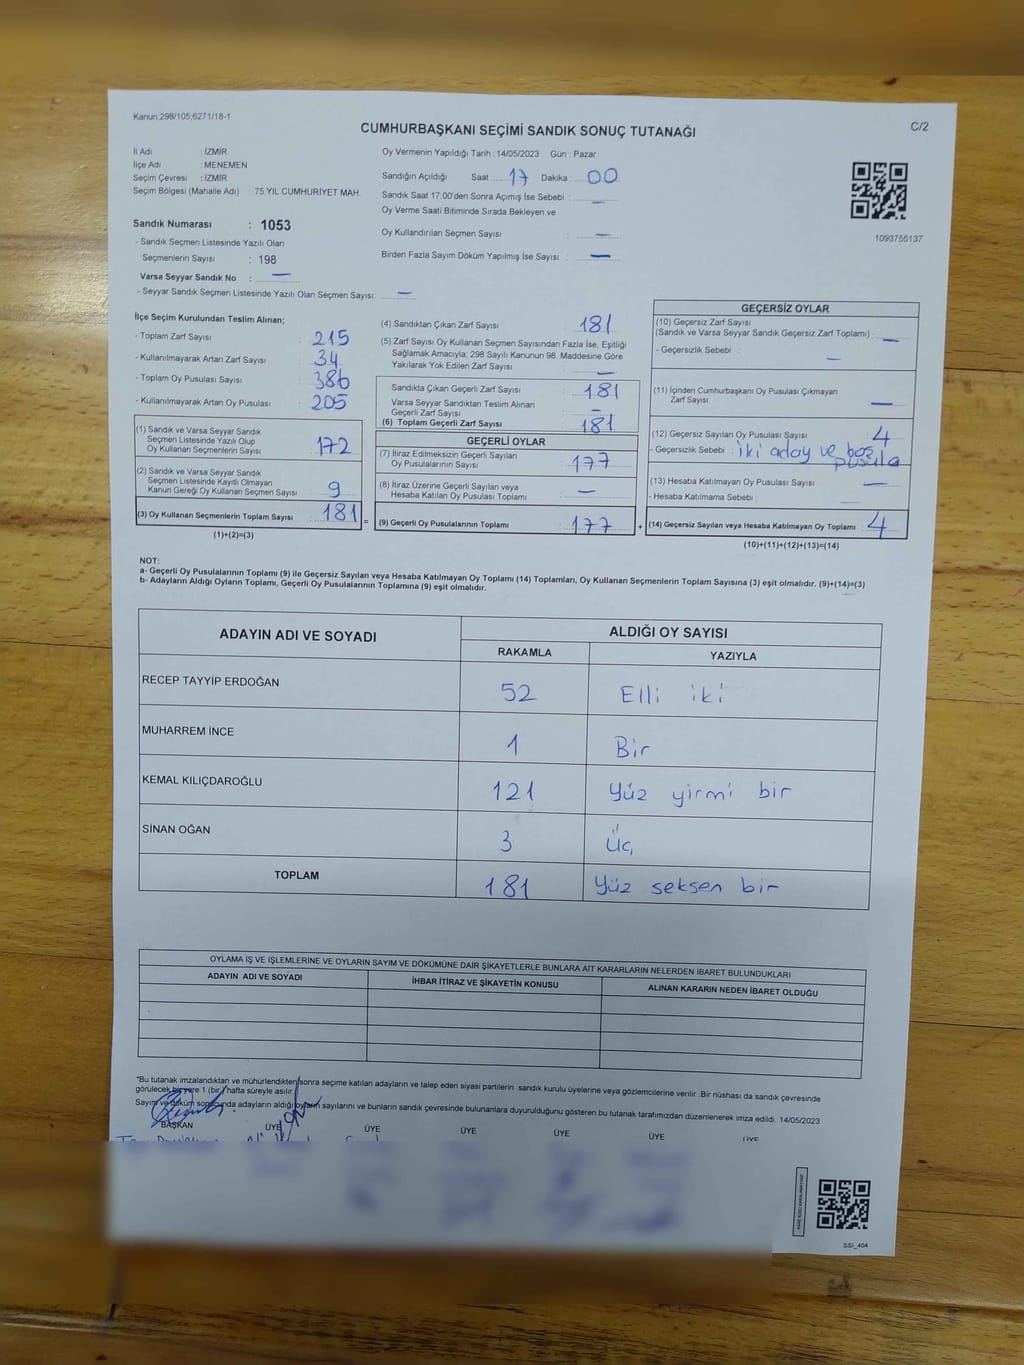 Kanun;298/105;6271/18-1
CUMHURBAŞKANI SEÇİMİ SANDIK SONUÇ TUTANAĞI
C/2
İl Adı : İZMİR
İlçe Adı : MENEMEN
Seçim Çevresi : İZMİR
Seçim Bölgesi (Mahalle Adı) : 75 YIL CUMHURİYET MAH.
Sandık Numarası : 1053
- Sandık Seçmen Listesinde Yazılı Olan
Seçmenlerin Sayısı : 198
Varsa Seyyar Sandık No : —
- Seyyar Sandık Seçmen Listesinde Yazılı Olan Seçmen Sayısı: —
Oy Vermenin Yapıldığı Tarih : 14/05/2023 Gün : Pazar
Sandığın Açıldığı Saat 17 Dakika : 00
Sandık Saat 17:00'den Sonra Açımış İse Sebebi : —
Oy Verme Saati Bitiminde Sırada Bekleyen ve
Oy Kullandırılan Seçmen Sayısı : —
Birden Fazla Sayım Döküm Yapılmış İse Sayısı : —
1093756137
İlçe Seçim Kurulundan Teslim Alınan;
- Toplam Zarf Sayısı : 215
- Kullanılmayarak Artan Zarf Sayısı : 34
- Toplam Oy Pusulası Sayısı : 386
- Kullanılmayarak Artan Oy Pusulası : 205
(1) Sandık ve Varsa Seyyar Sandık
Seçmen Listesinde Yazılı Olup
Oy Kullanan Seçmenlerin Sayısı : 172
(2) Sandık ve Varsa Seyyar Sandık
Seçmen Listesinde Kayıtlı Olmayan
Kanun Gereği Oy Kullanan Seçmen Sayısı : 9
(3) Oy Kullanan Seçmenlerin Toplam Sayısı : 181
(1)+(2)=(3)
(4) Sandıktan Çıkan Zarf Sayısı : 181
(5) Zarf Sayısı Oy Kullanan Seçmen Sayısından Fazla İse, Eşitliği
Sağlamak Amacıyla; 298 Sayılı Kanunun 98. Maddesine Göre
Yakılarak Yok Edilen Zarf Sayısı : —
Sandıkta Çıkan Geçerli Zarf Sayısı : 181
Varsa Seyyar Sandıktan Teslim Alınan
Geçerli Zarf Sayısı : —
(6) Toplam Geçerli Zarf Sayısı : 181
GEÇERLİ OYLAR
(7) İtiraz Edilmeksizin Geçerli Sayılan
Oy Pusulalarının Sayısı : 177
(8) İtiraz Üzerine Geçerli Sayılan veya
Hesaba Katılan Oy Pusulası Toplamı : —
= (9) Geçerli Oy Pusulalarının Toplamı : 177 +
GEÇERSİZ OYLAR
(10) Geçersiz Zarf Sayısı
(Sandık ve Varsa Seyyar Sandık Geçersiz Zarf Toplamı) : —
- Geçersizlik Sebebi : —
(11) İçinden Cumhurbaşkanı Oy Pusulası Çıkmayan
Zarf Sayısı : —
(12) Geçersiz Sayılan Oy Pusulası Sayısı : 4
- Geçersizlik Sebebi : iki aday ve boş
pusula
(13) Hesaba Katılmayan Oy Pusulası Sayısı : —
- Hesaba Katılmama Sebebi :
(14) Geçersiz Sayılan veya Hesaba Katılmayan Oy Toplamı : 4
(10)+(11)+(12)+(13)=(14)
NOT:
a- Geçerli Oy Pusulalarının Toplamı (9) ile Geçersiz Sayılan veya Hesaba Katılmayan Oy Toplamı (14) Toplamları, Oy Kullanan Seçmenlerin Toplam Sayısına (3) eşit olmalıdır. (9)+(14)=(3)
b- Adayların Aldığı Oyların Toplamı, Geçerli Oy Pusulalarının Toplamına (9) eşit olmalıdır.
ADAYIN ADI VE SOYADI
ALDIĞI OY SAYISI
RAKAMLA YAZIYLA
RECEP TAYYİP ERDOĞAN 52 Elli iki
MUHARREM İNCE 1 Bir
KEMAL KILIÇDAROĞLU 121 Yüz yirmi bir
SİNAN OĞAN 3 Üç
TOPLAM 181 Yüz seksen bir
OYLAMA İŞ VE İŞLEMLERİNE VE OYLARIN SAYIM VE DÖKÜMÜNE DAİR ŞİKAYETLERLE BUNLARA AİT KARARLARIN NELERDEN İBARET BULUNDUKLARI
ADAYIN ADI VE SOYADI İHBAR İTİRAZ VE ŞİKAYETİN KONUSU ALINAN KARARIN NEDEN İBARET OLDUĞU
*Bu tutanak imzalandıktan ve mühürlendikten sonra seçime katılan adayların ve talep eden siyasi partilerin sandık kurulu üyelerine veya gözlemcilerine verilir. Bir nüshası da sandık çevresinde
görülecek bir yere 1 (bir) hafta süreyle asılır.
Sayım ve döküm sonucunda adayların aldığı oyların sayılarını ve bunların sandık çevresinde bulunanlara duyurulduğunu gösteren bu tutanak tarafımızdan düzenlenerek imza edildi. 14/05/2023
BAŞKAN ÜYE ÜYE ÜYE ÜYE ÜYE ÜYE
SSİ_404